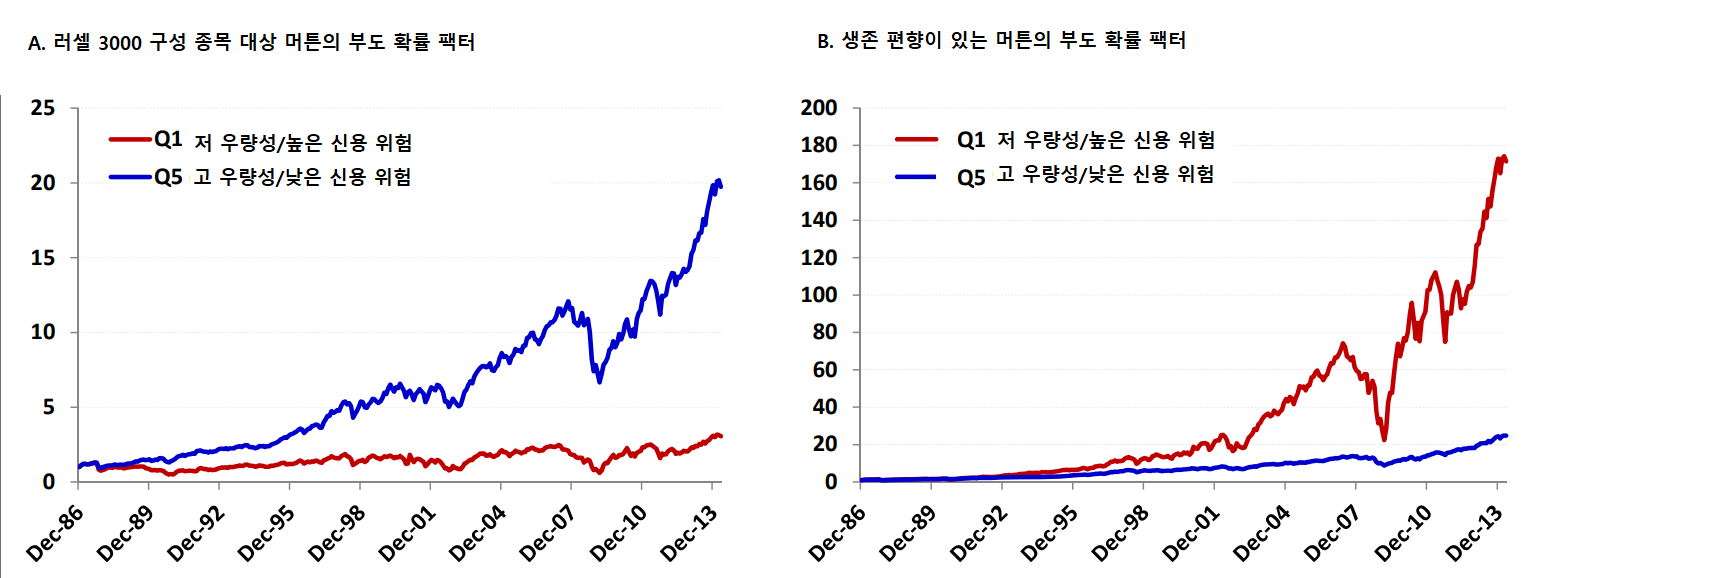 A. 러셀 3000 구성 종목 대상 머튼의 부도 확률 팩터
25
20
15
10
5
0
Q1 저 우량성/높은 신용 위험
Q5 고 우량성/낮은 신용 위험
Dec-86
Dec-89
Dec-92
Dec-95
Dec-98
Dec-01
Dec-04
Dec-07
Dec-10
Dec-13
B. 생존 편향이 있는 머튼의 부도 확률 팩터
200
180
160
140
120
100
80
60
40
20
0
Q1 저 우량성/높은 신용 위험
Q5 고 우량성/낮은 신용 위험
Dec-86
Dec-89
Dec-92
Dec-95
Dec-98
Dec-01
Dec-04
Dec-07
Dec-10
Dec-13